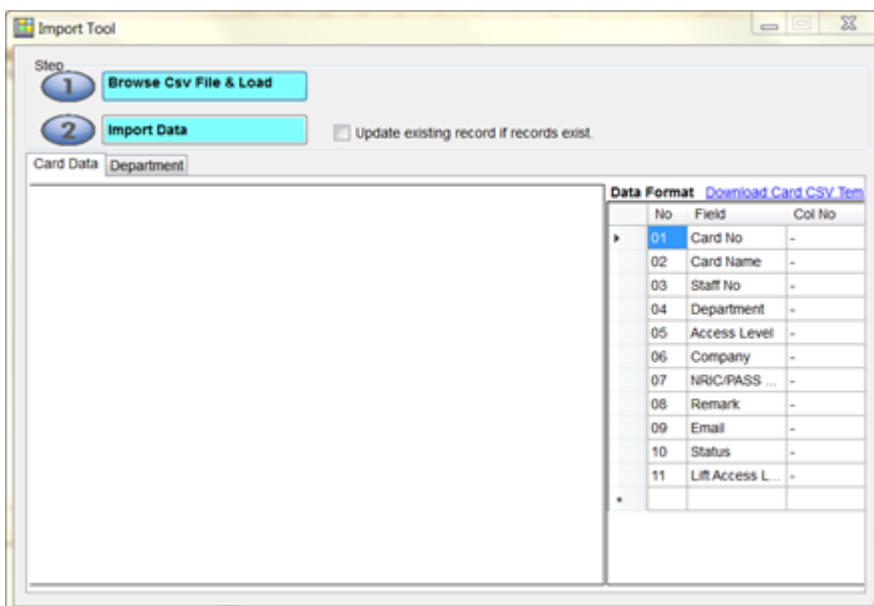 Import Tool
Step
1 Browse Csv File & Load
2 Import Data Update existing record if records exist.
Card Data Department
Data Format Download Card CSV Tem
No Field Col No
01 Card No -
02 Card Name -
03 Staff No -
04 Department -
05 Access Level -
06 Company -
07 NRIC/PASS ... -
08 Remark -
09 Email -
10 Status -
11 Lift Access L... -